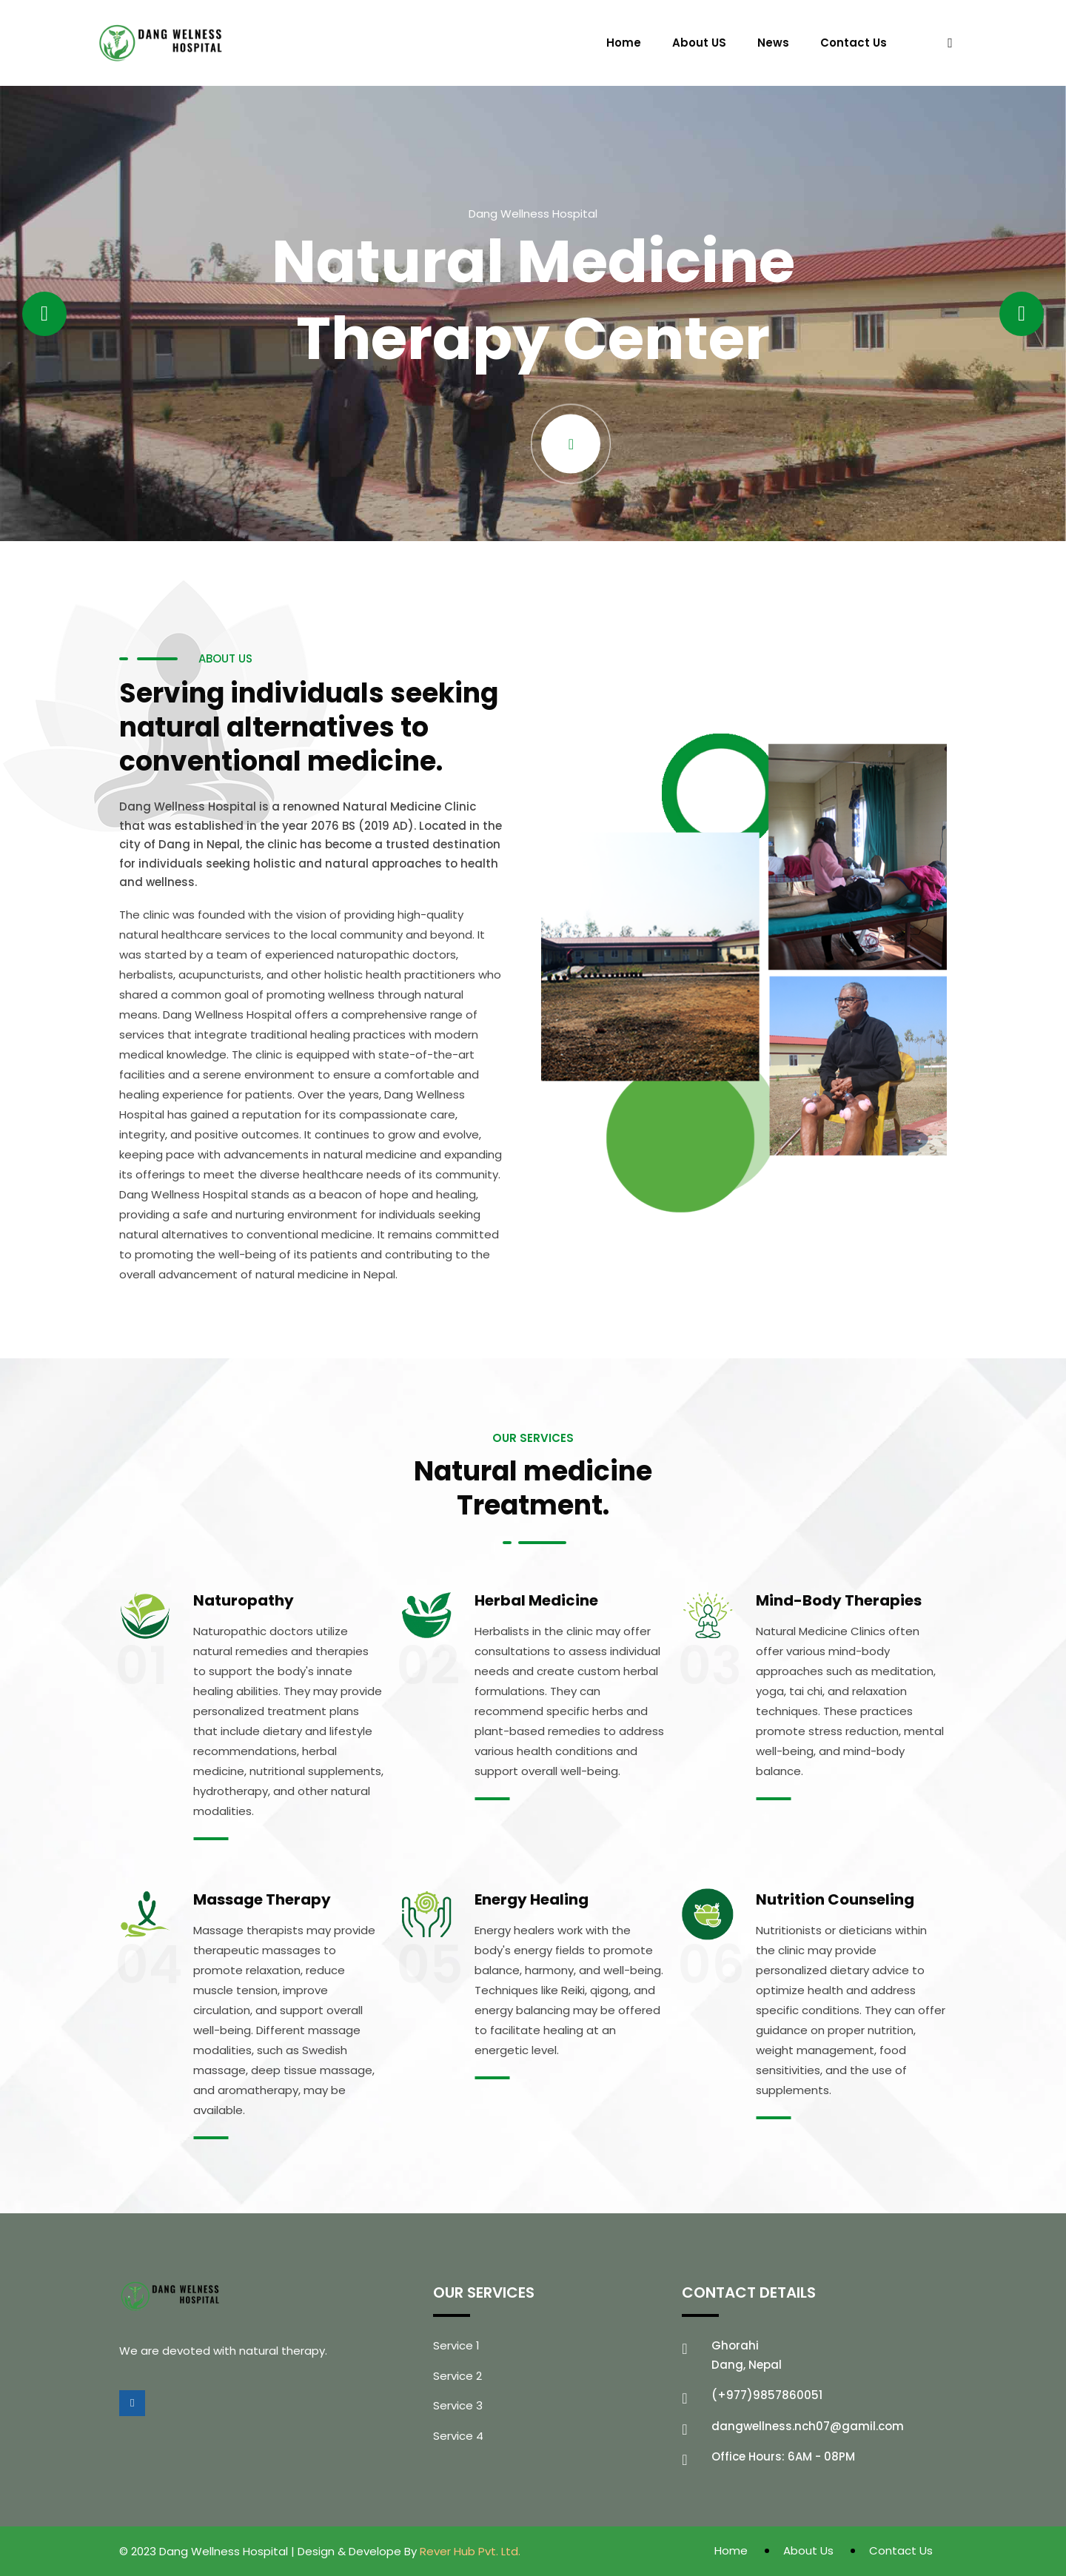 DANG WELNESS
HOSPITAL
Home About US News Contact Us
Dang Wellness Hospital
Natural Medicine
Therapy Center
ABOUT US
Serving individuals seeking
natural alternatives to
conventional medicine.
Dang Wellness Hospital is a renowned Natural Medicine Clinic
that was established in the year 2076 BS (2019 AD). Located in the
city of Dang in Nepal, the clinic has become a trusted destination
for individuals seeking holistic and natural approaches to health
and wellness.
The clinic was founded with the vision of providing high-quality
natural healthcare services to the local community and beyond. It
was started by a team of experienced naturopathic doctors,
herbalists, acupuncturists, and other holistic health practitioners who
shared a common goal of promoting wellness through natural
means. Dang Wellness Hospital offers a comprehensive range of
services that integrate traditional healing practices with modern
medical knowledge. The clinic is equipped with state-of-the-art
facilities and a serene environment to ensure a comfortable and
healing experience for patients. Over the years, Dang Wellness
Hospital has gained a reputation for its compassionate care,
integrity, and positive outcomes. It continues to grow and evolve,
keeping pace with advancements in natural medicine and expanding
its offerings to meet the diverse healthcare needs of its community.
Dang Wellness Hospital stands as a beacon of hope and healing,
providing a safe and nurturing environment for individuals seeking
natural alternatives to conventional medicine. It remains committed
to promoting the well-being of its patients and contributing to the
overall advancement of natural medicine in Nepal.
OUR SERVICES
Natural medicine
Treatment.
01
Naturopathy
Naturopathic doctors utilize
natural remedies and therapies
to support the body's innate
healing abilities. They may provide
personalized treatment plans
that include dietary and lifestyle
recommendations, herbal
medicine, nutritional supplements,
hydrotherapy, and other natural
modalities.
02
Herbal Medicine
Herbalists in the clinic may offer
consultations to assess individual
needs and create custom herbal
formulations. They can
recommend specific herbs and
plant-based remedies to address
various health conditions and
support overall well-being.
03
Mind-Body Therapies
Natural Medicine Clinics often
offer various mind-body
approaches such as meditation,
yoga, tai chi, and relaxation
techniques. These practices
promote stress reduction, mental
well-being, and mind-body
balance.
04
Massage Therapy
Massage therapists may provide
therapeutic massages to
promote relaxation, reduce
muscle tension, improve
circulation, and support overall
well-being. Different massage
modalities, such as Swedish
massage, deep tissue massage,
and aromatherapy, may be
available.
05
Energy Healing
Energy healers work with the
body's energy fields to promote
balance, harmony, and well-being.
Techniques like Reiki, qigong, and
energy balancing may be offered
to facilitate healing at an
energetic level.
06
Nutrition Counseling
Nutritionists or dieticians within
the clinic may provide
personalized dietary advice to
optimize health and address
specific conditions. They can offer
guidance on proper nutrition,
weight management, food
sensitivities, and the use of
supplements.
DANG WELNESS
HOSPITAL
We are devoted with natural therapy.
OUR SERVICES
Service 1
Service 2
Service 3
Service 4
CONTACT DETAILS
Ghorahi
Dang, Nepal
(+977)9857860051
dangwellness.nch07@gamil.com
Office Hours: 6AM - 08PM
© 2023 Dang Wellness Hospital | Design & Develope By Rever Hub Pvt. Ltd.
Home About Us Contact Us